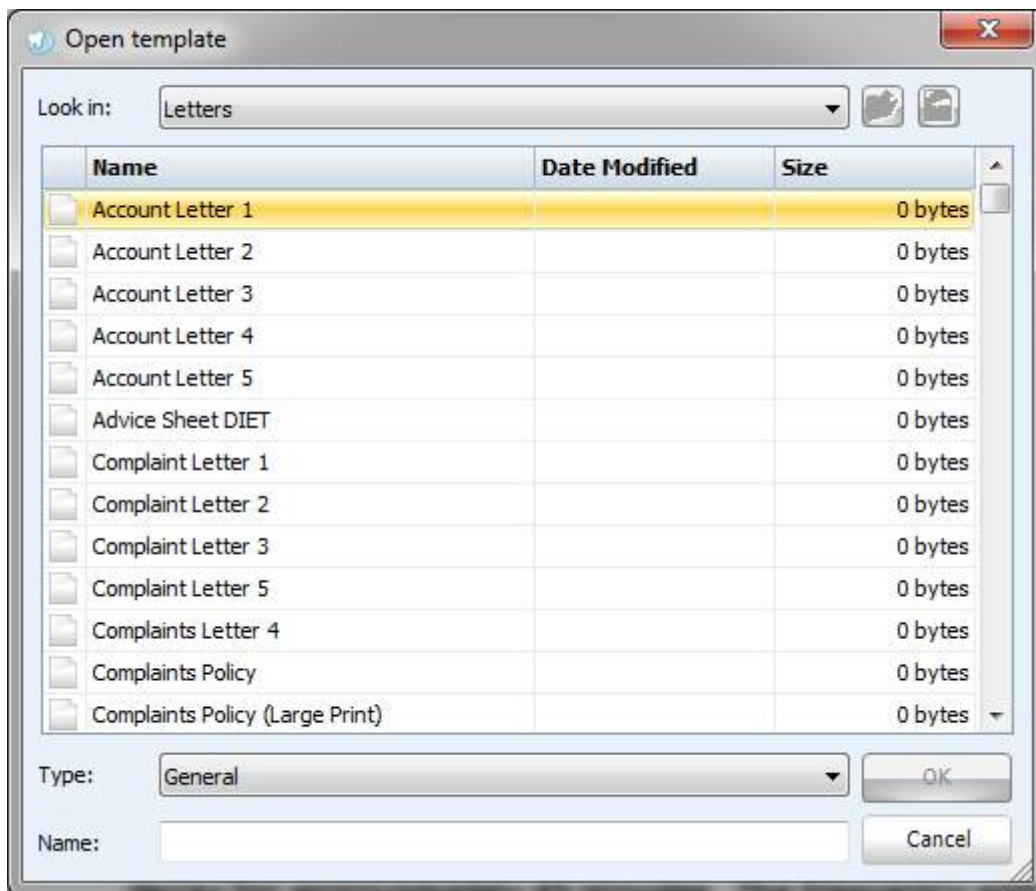 Open template
Look in: Letters
Name Date Modified Size
Account Letter 1 0 bytes
Account Letter 2 0 bytes
Account Letter 3 0 bytes
Account Letter 4 0 bytes
Account Letter 5 0 bytes
Advice Sheet DIET 0 bytes
Complaint Letter 1 0 bytes
Complaint Letter 2 0 bytes
Complaint Letter 3 0 bytes
Complaint Letter 5 0 bytes
Complaints Letter 4 0 bytes
Complaints Policy 0 bytes
Complaints Policy (Large Print) 0 bytes
Type: General OK
Name: Cancel